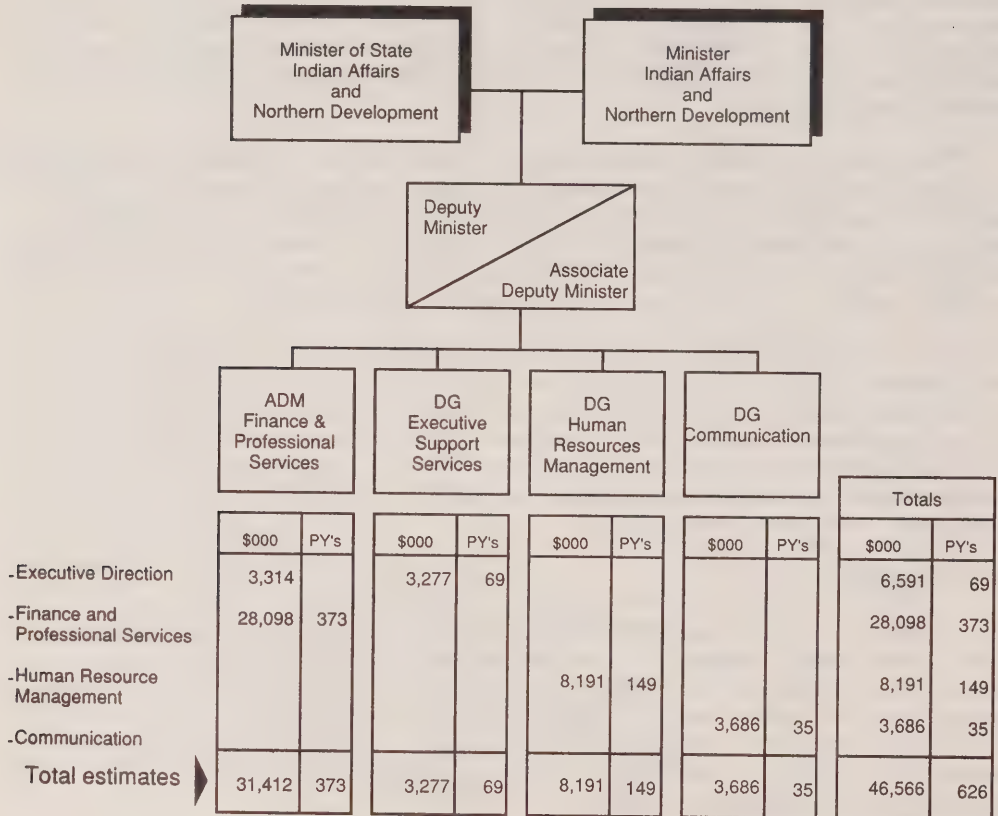 Minister of State
Indian Affairs
and
Northern Development
Minister
Indian Affairs
and
Northern Development
Deputy
Minister
Associate
Deputy Minister
ADM
Finance &
Professional
Services
DG
Executive
Support
Services
DG
Human
Resources
Management
DG
Communication
Totals
$000 PY's $000 PY's $000 PY's $000 PY's $000 PY's
-Executive Direction 3,314 3,277 69 6,591 69
-Finance and
Professional Services 28,098 373 28,098 373
-Human Resource
Management 8,191 149 8,191 149
-Communication 3,686 35 3,686 35
Total estimates 31,412 373 3,277 69 8,191 149 3,686 35 46,566 626